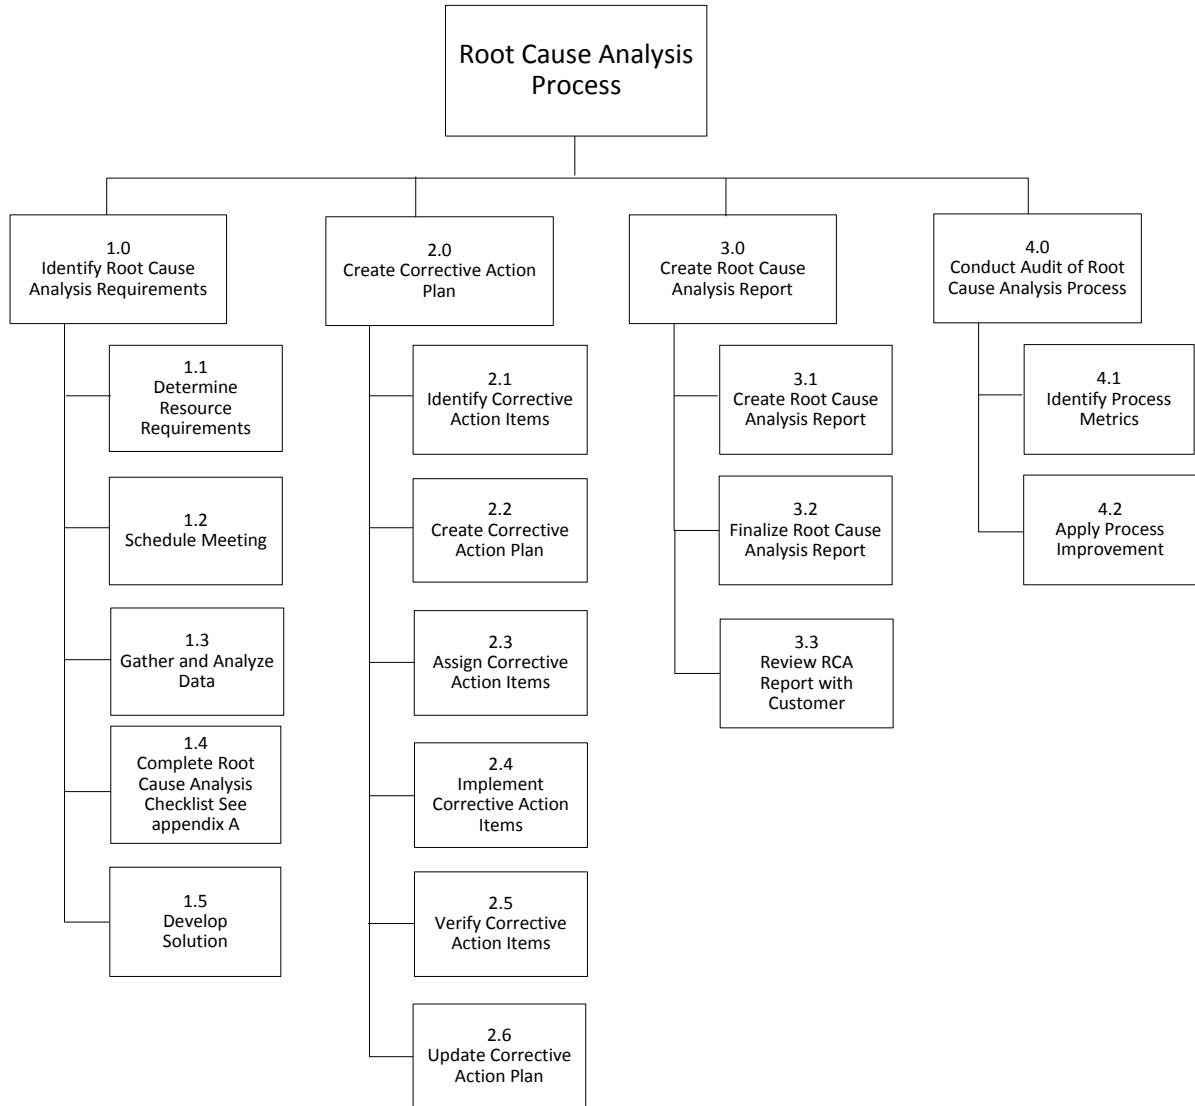 Root Cause Analysis
Process
1.0
Identify Root Cause
Analysis Requirements
1.1
Determine
Resource
Requirements
1.2
Schedule Meeting
1.3
Gather and Analyze
Data
1.4
Complete Root
Cause Analysis
Checklist See
appendix A
1.5
Develop
Solution
2.0
Create Corrective Action
Plan
2.1
Identify Corrective
Action Items
2.2
Create Corrective
Action Plan
2.3
Assign Corrective
Action Items
2.4
Implement
Corrective Action
Items
2.5
Verify Corrective
Action Items
2.6
Update Corrective
Action Plan
3.0
Create Root Cause
Analysis Report
3.1
Create Root Cause
Analysis Report
3.2
Finalize Root Cause
Analysis Report
3.3
Review RCA
Report with
Customer
4.0
Conduct Audit of Root
Cause Analysis Process
4.1
Identify Process
Metrics
4.2
Apply Process
Improvement